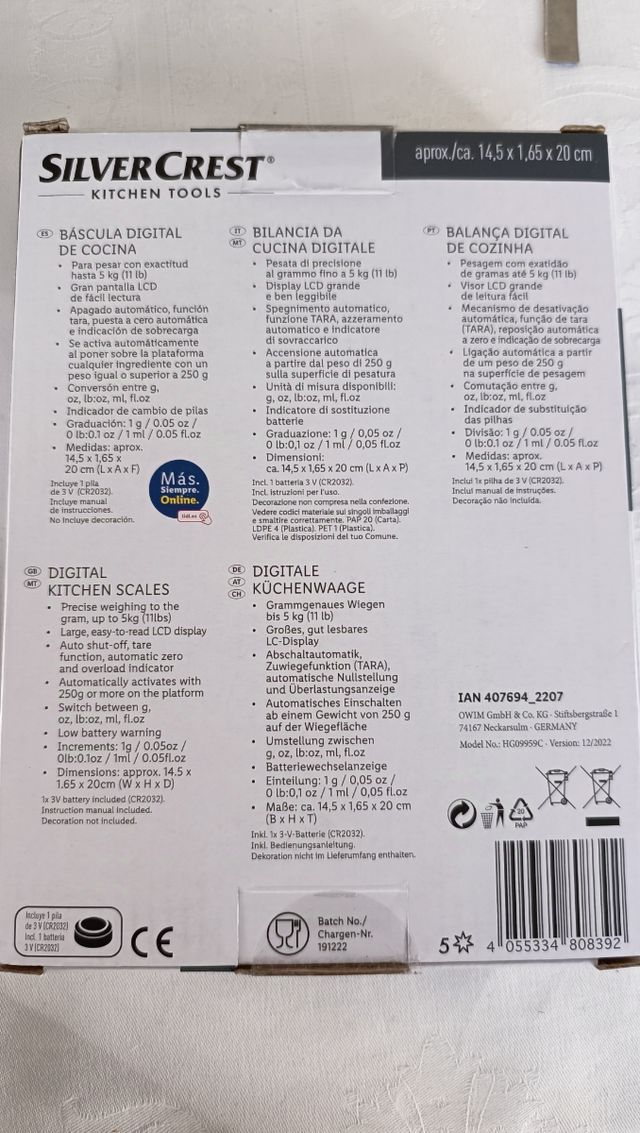 SILVERCREST®
KITCHEN TOOLS
aprox./ca. 14,5 x 1,65 x 20 cm
ES BÁSCULA DIGITAL
DE COCINA
• Para pesar con exactitud
hasta 5 kg (11 lb)
• Gran pantalla LCD
de fácil lectura
• Apagado automático, función
tara, puesta a cero automática
e indicación de sobrecarga
• Se activa automáticamente
al poner sobre la plataforma
cualquier ingrediente con un
peso igual o superior a 250 g
• Conversón entre g,
oz, lb:oz, ml, fl.oz
• Indicador de cambio de pilas
• Graduación: 1 g / 0.05 oz /
0 lb:0.1 oz / 1 ml / 0.05 fl.oz
• Medidas: aprox.
14,5 x 1,65 x
20 cm (L x A x F)
Incluye 1 pila
de 3 V (CR2032).
Incluye manual
de instrucciones.
No incluye decoración.
Más.
Siempre.
Online.
lidl.es
IT MT BILANCIA DA
CUCINA DIGITALE
• Pesata di precisione
al grammo fino a 5 kg (11 lb)
• Display LCD grande
e ben leggibile
• Spegnimento automatico,
funzione TARA, azzeramento
automatico e indicatore
di sovraccarico
• Accensione automatica
a partire dal peso di 250 g
sulla superficie di pesatura
• Unità di misura disponibili:
g, oz, lb:oz, ml, fl.oz
• Indicatore di sostituzione
batterie
• Graduazione: 1 g / 0,05 oz /
0 lb:0,1 oz / 1 ml / 0,05 fl.oz
• Dimensioni:
ca. 14,5 x 1,65 x 20 cm (L x A x P)
Incl. 1 batteria 3 V (CR2032).
Incl. istruzioni per l'uso.
Decorazione non compresa nella confezione.
Vedere codici materiale sui singoli imballaggi
e smaltire correttamente. PAP 20 (Carta).
LDPE 4 (Plastica). PET 1 (Plastica).
Verifica le disposizioni del tuo Comune.
PT BALANÇA DIGITAL
DE COZINHA
• Pesagem com exatidão
de gramas até 5 kg (11 lb)
• Visor LCD grande
de leitura fácil
• Mecanismo de desativação
automática, função de tara
(TARA), reposição automática
a zero e indicação de sobrecarga
• Ligação automática a partir
de um peso de 250 g
na superfície de pesagem
• Comutação entre g,
oz, lb:oz, ml, fl.oz
• Indicador de substituição
das pilhas
• Divisão: 1 g / 0.05 oz /
0 lb:0.1 oz / 1 ml / 0.05 fl.oz
• Medidas: aprox.
14,5 x 1,65 x 20 cm (L x A x P)
Inclui 1x pilha de 3 V (CR2032).
Inclui manual de instruções.
Decoração não incluída.
GB MT DIGITAL
KITCHEN SCALES
• Precise weighing to the
gram, up to 5kg (11lbs)
• Large, easy-to-read LCD display
• Auto shut-off, tare
function, automatic zero
and overload indicator
• Automatically activates with
250g or more on the platform
• Switch between g,
oz, lb:oz, ml, fl.oz
• Low battery warning
• Increments: 1g / 0.05oz /
0lb:0.1oz / 1ml / 0.05fl.oz
• Dimensions: approx. 14.5 x
1.65 x 20cm (W x H x D)
1x 3V battery included (CR2032).
Instruction manual included.
Decoration not included.
DE AT CH DIGITALE
KÜCHENWAAGE
• Grammgenaues Wiegen
bis 5 kg (11 lb)
• Großes, gut lesbares
LC-Display
• Abschaltautomatik,
Zuwiegefunktion (TARA),
automatische Nullstellung
und Überlastungsanzeige
• Automatisches Einschalten
ab einem Gewicht von 250 g
auf der Wiegefläche
• Umstellung zwischen
g, oz, lb:oz, ml, fl.oz
• Batteriewechselanzeige
• Einteilung: 1 g / 0,05 oz /
0 lb:0,1 oz / 1 ml / 0,05 fl.oz
• Maße: ca. 14,5 x 1,65 x 20 cm
(B x H x T)
Inkl. 1x 3-V-Batterie (CR2032).
Inkl. Bedienungsanleitung.
Dekoration nicht im Lieferumfang enthalten.
IAN 407694_2207
OWIM GmbH & Co. KG · Stiftsbergstraße 1
74167 Neckarsulm · GERMANY
Model No.: HG09959C · Version: 12/2022
20
PAP
Incluye 1 pila
de 3 V (CR2032)
Incl. 1 batteria
3 V (CR2032)
CE
Batch No./
Chargen-Nr.
191222
5
4 055334 808392